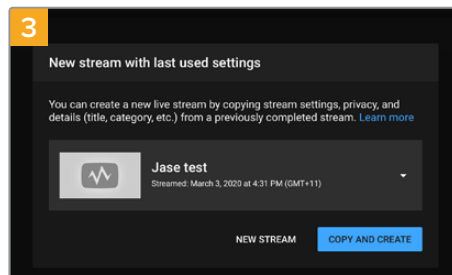 3
New stream with last used settings
You can create a new live stream by copying stream settings, privacy, and
details (title, category, etc.) from a previously completed stream. Learn more
Jase test
Streamed: March 3, 2020 at 4:31 PM (GMT+11)
NEW STREAM COPY AND CREATE